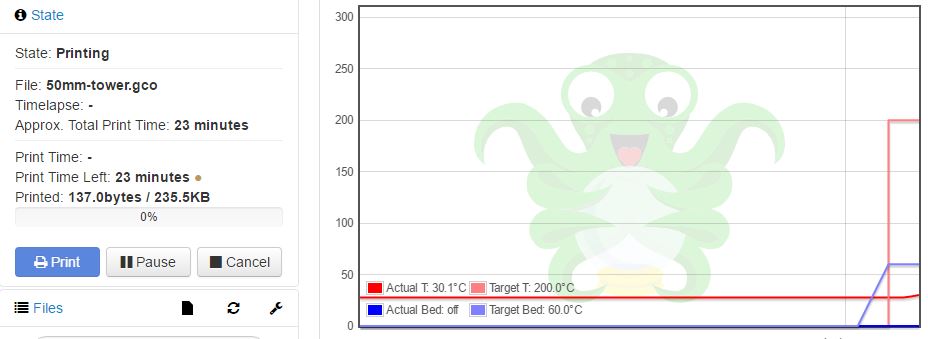 State
State: Printing
File: 50mm-tower.gco
Timelapse: -
Approx. Total Print Time: 23 minutes
Print Time: -
Print Time Left: 23 minutes
Printed: 137.0bytes / 235.5KB
0%
Print Pause Cancel
Files
300
250
200
150
100
50
0
Actual T: 30.1°C Target T: 200.0°C
Actual Bed: off Target Bed: 60.0°C